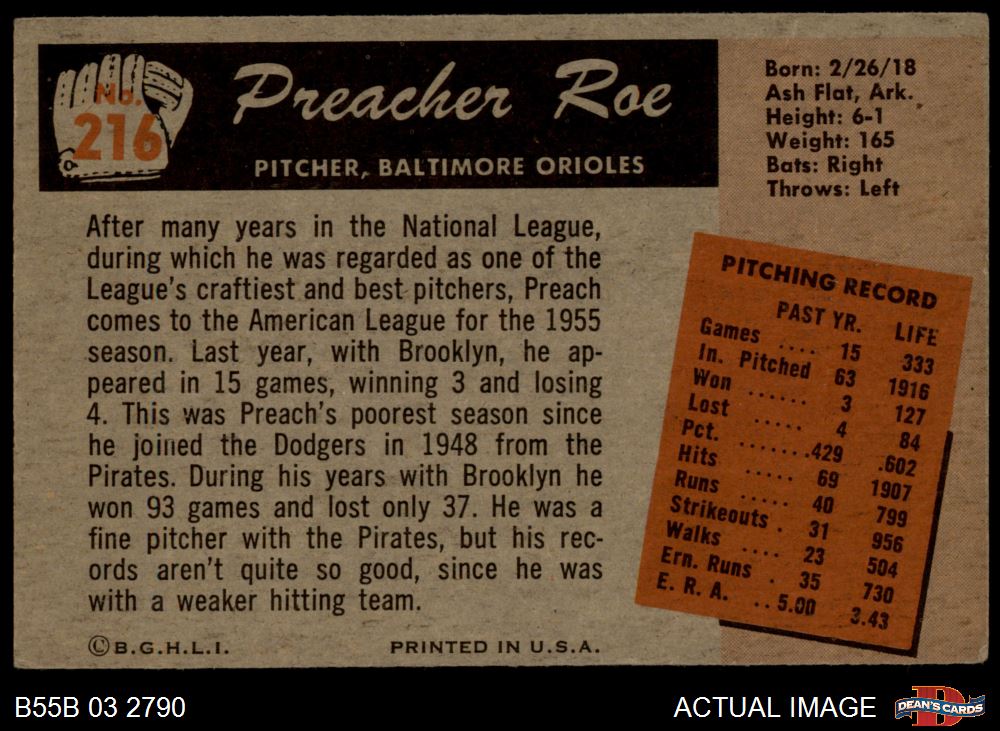 No.
216
Preacher Roe
PITCHER, BALTIMORE ORIOLES
Born: 2/26/18
Ash Flat, Ark.
Height: 6-1
Weight: 165
Bats: Right
Throws: Left
After many years in the National League,
during which he was regarded as one of the
League's craftiest and best pitchers, Preach
comes to the American League for the 1955
season. Last year, with Brooklyn, he ap-
peared in 15 games, winning 3 and losing
4. This was Preach's poorest season since
he joined the Dodgers in 1948 from the
Pirates. During his years with Brooklyn he
won 93 games and lost only 37. He was a
fine pitcher with the Pirates, but his rec-
ords aren't quite so good, since he was
with a weaker hitting team.
PITCHING RECORD
PAST YR. LIFE
Games .... 15 333
In. Pitched 63 1916
Won ...... 3 127
Lost ..... 4 84
Pct. .......429 .602
Hits ..... 69 1907
Runs ..... 40 799
Strikeouts . 31 956
Walks .... 23 504
Ern. Runs . 35 730
E. R. A. ..5.00 3.43
©B.G.H.L.I. PRINTED IN U.S.A.
B55B 03 2790 ACTUAL IMAGE DEAN'S CARDS